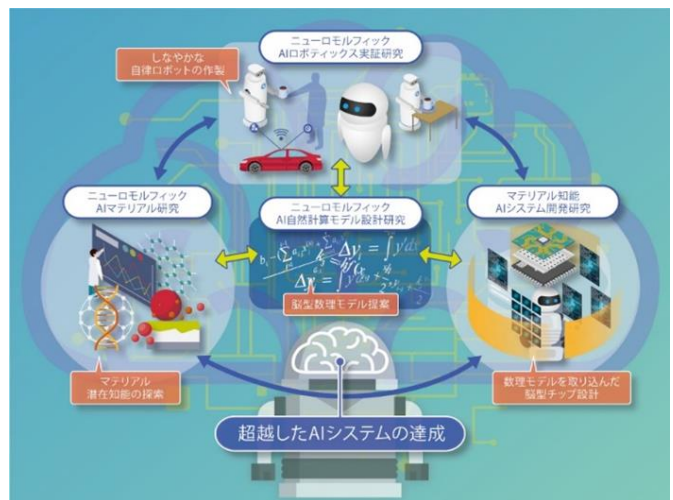 ニューロモルフィック
AIロボティックス実証研究
しなやかな
自律ロボットの作製
ニューロモルフィック
AIマテリアル研究
ニューロモルフィック
AI自然計算モデル設計研究
マテリアル知能
AIシステム開発研究
脳型数理モデル提案
マテリアル
潜在知能の探索
数理モデルを取り込んだ
脳型チップ設計
超越したAIシステムの達成